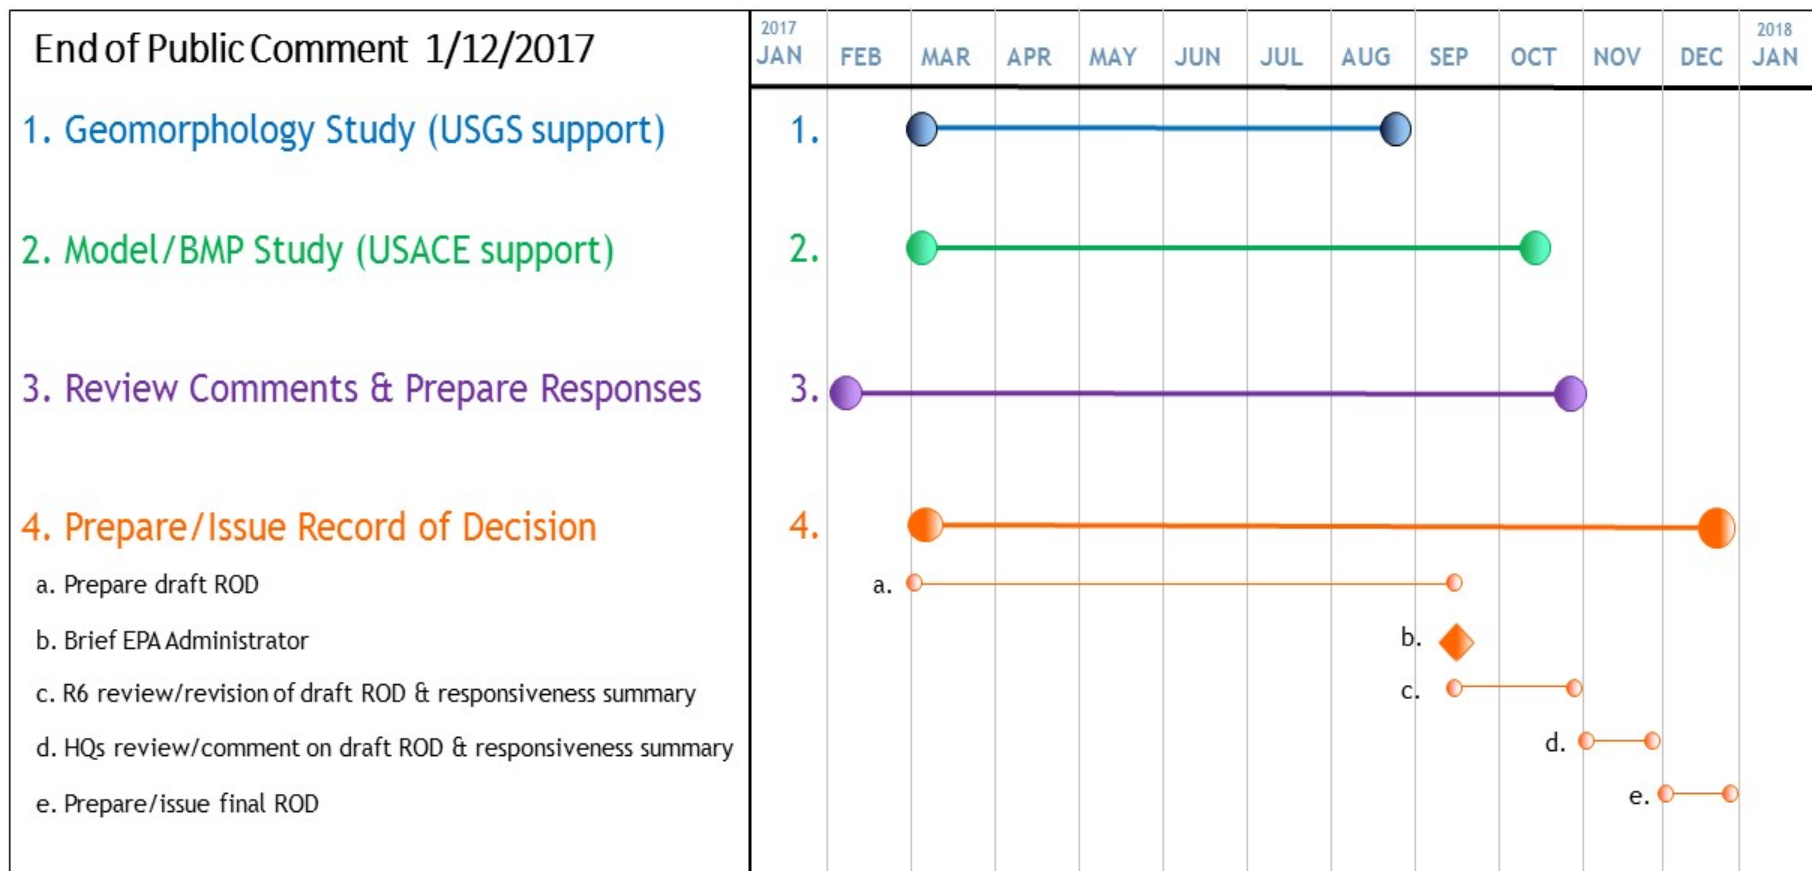 End of Public Comment 1/12/2017
2017
JAN FEB MAR APR MAY JUN JUL AUG SEP OCT NOV DEC
2018
JAN
1. Geomorphology Study (USGS support)
1.
2. Model/BMP Study (USACE support)
2.
3. Review Comments & Prepare Responses
3.
4. Prepare/Issue Record of Decision
4.
a. Prepare draft ROD
a.
b. Brief EPA Administrator
b.
c. R6 review/revision of draft ROD & responsiveness summary
c.
d. HQs review/comment on draft ROD & responsiveness summary
d.
e. Prepare/issue final ROD
e.